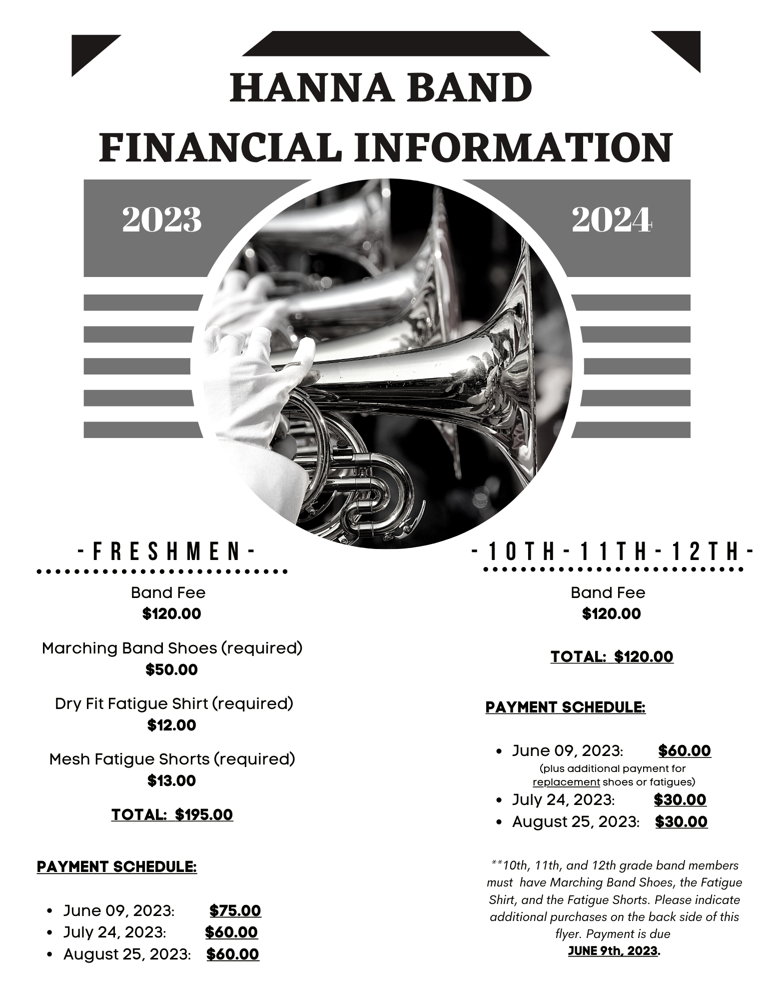 HANNA BAND
FINANCIAL INFORMATION
2023
2024
-FRESHMEN-
Band Fee
$120.00
Marching Band Shoes (required)
$50.00
Dry Fit Fatigue Shirt (required)
$12.00
Mesh Fatigue Shorts (required)
$13.00
TOTAL: $195.00
PAYMENT SCHEDULE:
• June 09, 2023: $75.00
• July 24, 2023: $60.00
• August 25, 2023: $60.00
-10TH-11TH-12TH-
Band Fee
$120.00
TOTAL: $120.00
PAYMENT SCHEDULE:
• June 09, 2023: $60.00
(plus additional payment for
replacement shoes or fatigues)
• July 24, 2023: $30.00
• August 25, 2023: $30.00
**10th, 11th, and 12th grade band members
must have Marching Band Shoes, the Fatigue
Shirt, and the Fatigue Shorts. Please indicate
additional purchases on the back side of this
flyer. Payment is due
JUNE 9th, 2023.